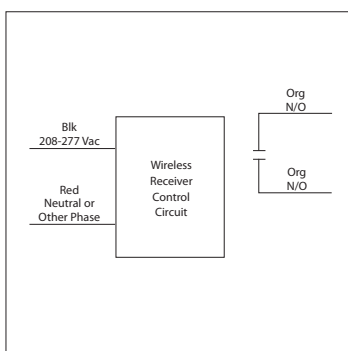 Blk
208-277 Vac
Red
Neutral or
Other Phase
Wireless
Receiver
Control
Circuit
Org
N/O
Org
N/O